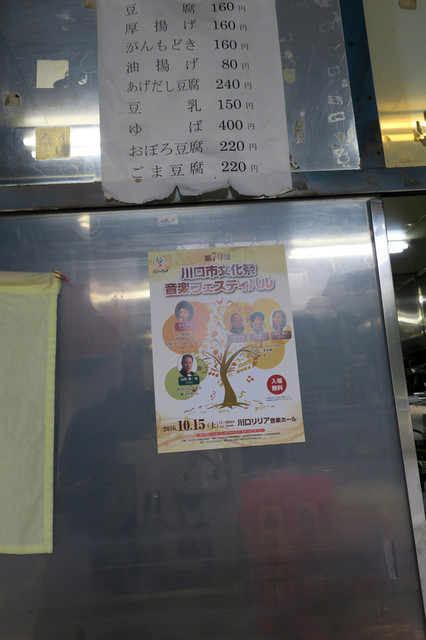 豆腐 160円
厚揚げ 160円
がんもどき 160円
油揚げ 80円
あげだし豆腐 240円
豆乳 150円
ゆば 400円
おぼろ豆腐 220円
ごま豆腐 220円
第70回
川口市文化祭
音楽フェスティバル
入場
無料
2016.10.15(土)
川口リリア 音楽ホール